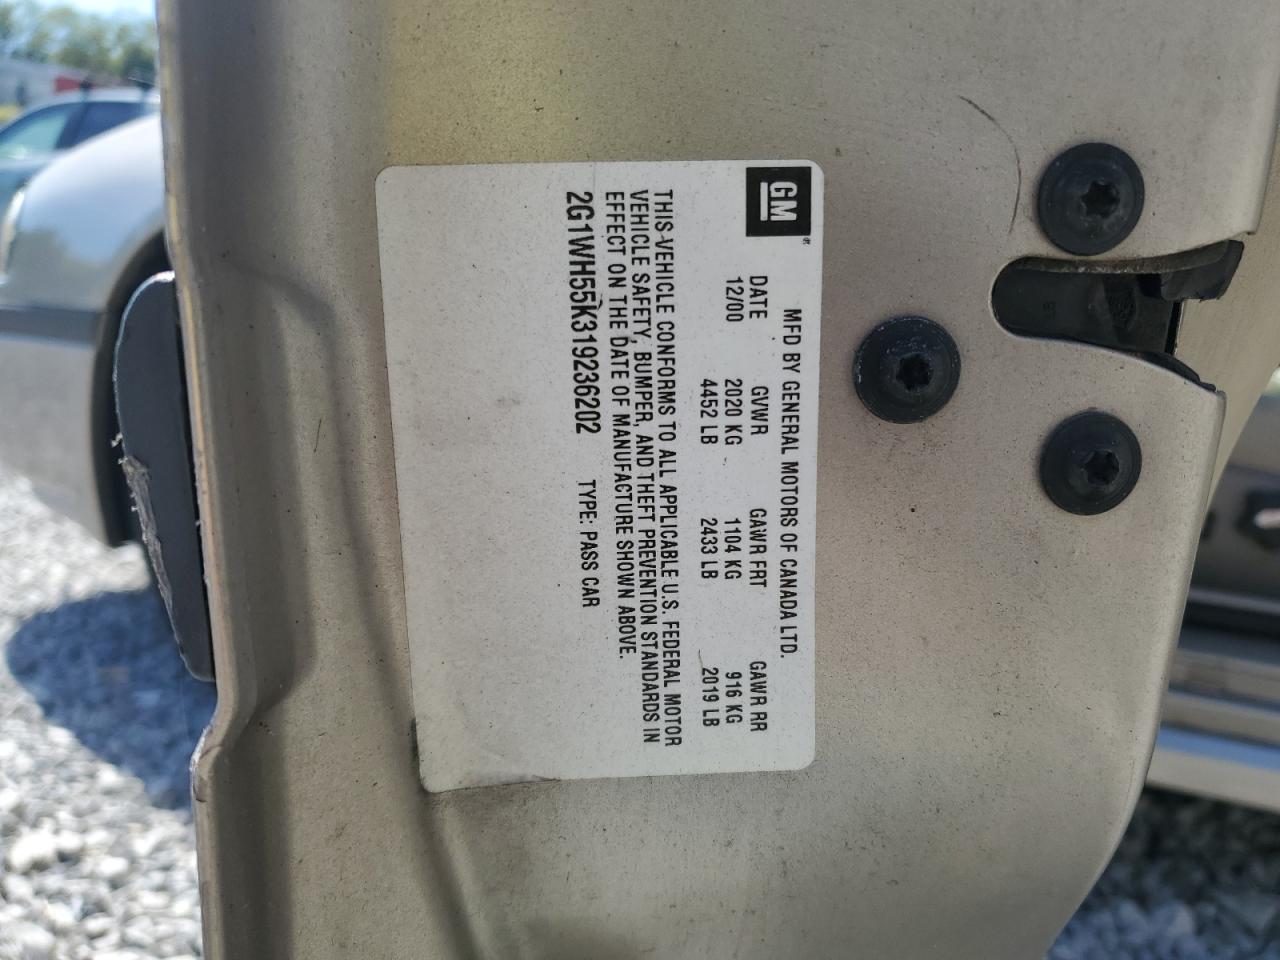 GM
MFD BY GENERAL MOTORS OF CANADA LTD.
DATE GVWR GAWR FRT GAWR RR
12/00 2020 KG 1104 KG 916 KG
4452 LB 2433 LB 2019 LB
THIS VEHICLE CONFORMS TO ALL APPLICABLE U.S. FEDERAL MOTOR
VEHICLE SAFETY, BUMPER, AND THEFT PREVENTION STANDARDS IN
EFFECT ON THE DATE OF MANUFACTURE SHOWN ABOVE.
2G1WH55K319236202 TYPE: PASS CAR